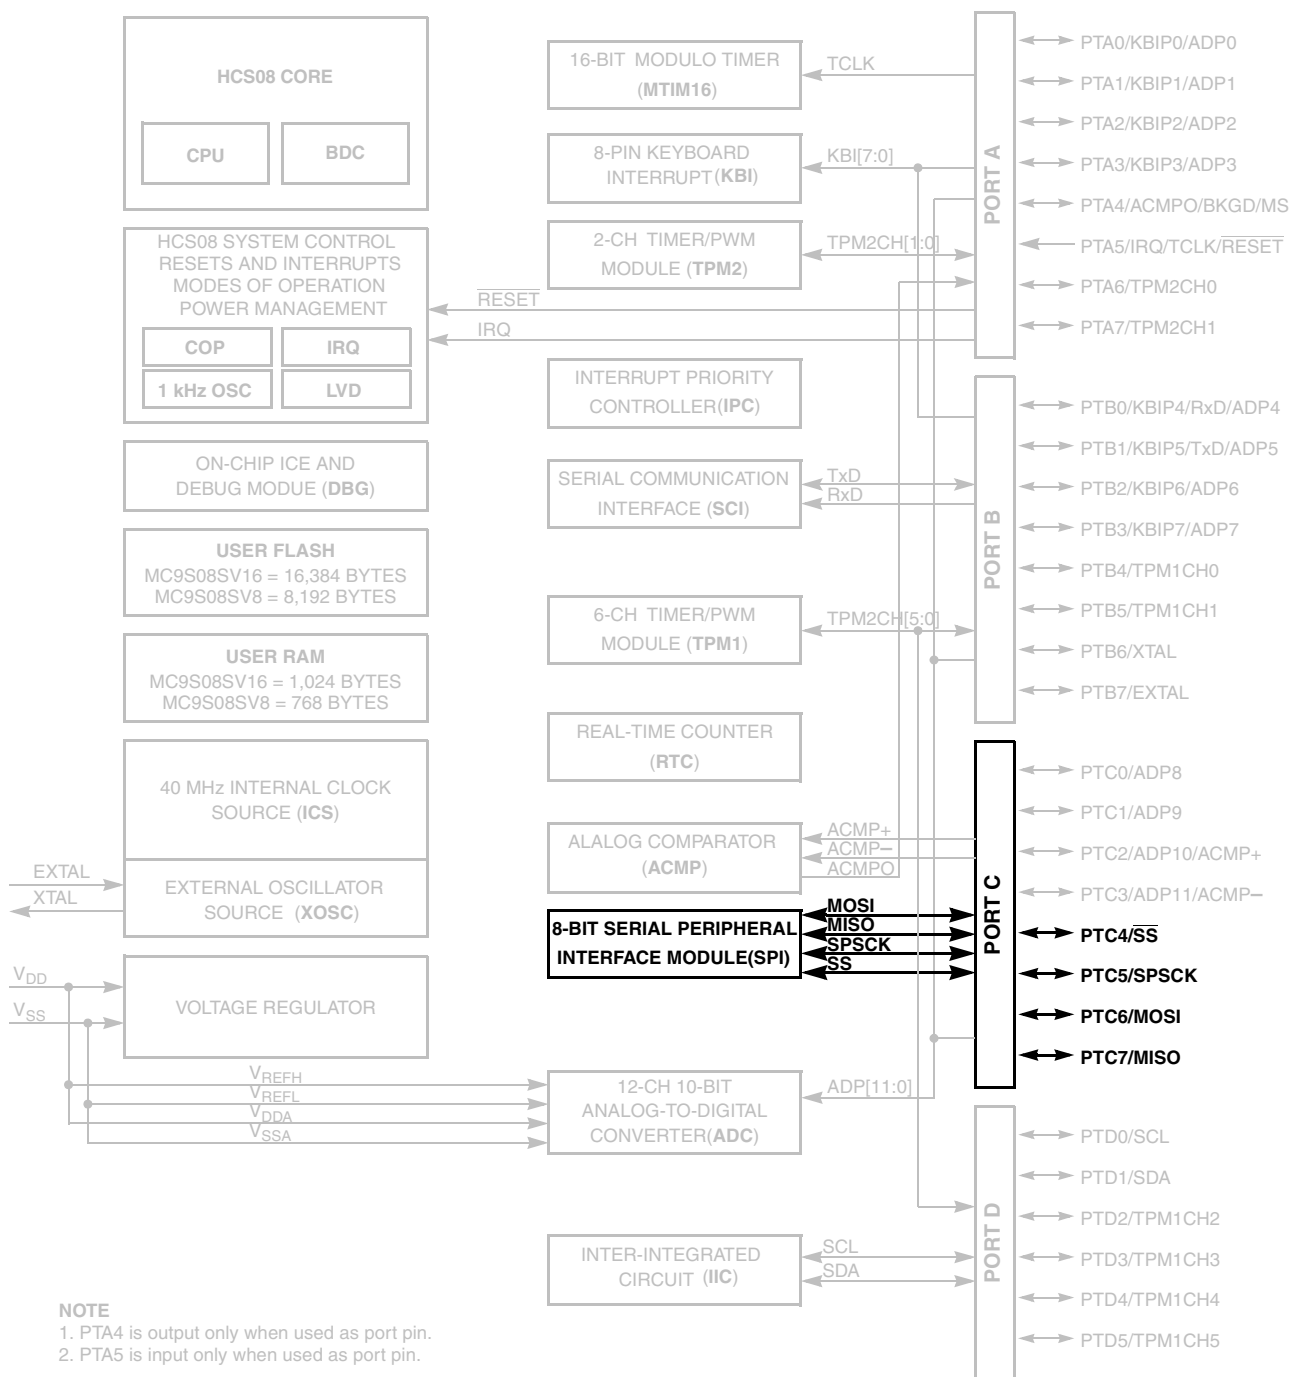 HCS08 CORE
CPU
BDC
HCS08 SYSTEM CONTROL
RESETS AND INTERRUPTS
MODES OF OPERATION
POWER MANAGEMENT
COP
IRQ
1 kHz OSC
LVD
ON-CHIP ICE AND
DEBUG MODUE (DBG)
USER FLASH
MC9S08SV16 = 16,384 BYTES
MC9S08SV8 = 8,192 BYTES
USER RAM
MC9S08SV16 = 1,024 BYTES
MC9S08SV8 = 768 BYTES
40 MHz INTERNAL CLOCK
SOURCE (ICS)
EXTERNAL OSCILLATOR
SOURCE (XOSC)
EXTAL
XTAL
VDD
VSS
VOLTAGE REGULATOR
VREFH
VREFL
VDDA
VSSA
16-BIT MODULO TIMER
(MTIM16)
TCLK
8-PIN KEYBOARD
INTERRUPT(KBI)
KBI[7:0]
2-CH TIMER/PWM
MODULE (TPM2)
TPM2CH[1:0]
RESET
IRQ
INTERRUPT PRIORITY
CONTROLLER(IPC)
SERIAL COMMUNICATION
INTERFACE (SCI)
TxD
RxD
6-CH TIMER/PWM
MODULE (TPM1)
TPM2CH[5:0]
REAL-TIME COUNTER
(RTC)
ALALOG COMPARATOR
(ACMP)
ACMP+
ACMP−
ACMPO
8-BIT SERIAL PERIPHERAL
INTERFACE MODULE(SPI)
MOSI
MISO
SPSCK
SS
12-CH 10-BIT
ANALOG-TO-DIGITAL
CONVERTER(ADC)
ADP[11:0]
INTER-INTEGRATED
CIRCUIT (IIC)
SCL
SDA
PORT A
PTA0/KBIP0/ADP0
PTA1/KBIP1/ADP1
PTA2/KBIP2/ADP2
PTA3/KBIP3/ADP3
PTA4/ACMPO/BKGD/MS
PTA5/IRQ/TCLK/RESET
PTA6/TPM2CH0
PTA7/TPM2CH1
PORT B
PTB0/KBIP4/RxD/ADP4
PTB1/KBIP5/TxD/ADP5
PTB2/KBIP6/ADP6
PTB3/KBIP7/ADP7
PTB4/TPM1CH0
PTB5/TPM1CH1
PTB6/XTAL
PTB7/EXTAL
PORT C
PTC0/ADP8
PTC1/ADP9
PTC2/ADP10/ACMP+
PTC3/ADP11/ACMP−
PTC4/SS
PTC5/SPSCK
PTC6/MOSI
PTC7/MISO
PORT D
PTD0/SCL
PTD1/SDA
PTD2/TPM1CH2
PTD3/TPM1CH3
PTD4/TPM1CH4
PTD5/TPM1CH5
NOTE
1. PTA4 is output only when used as port pin.
2. PTA5 is input only when used as port pin.